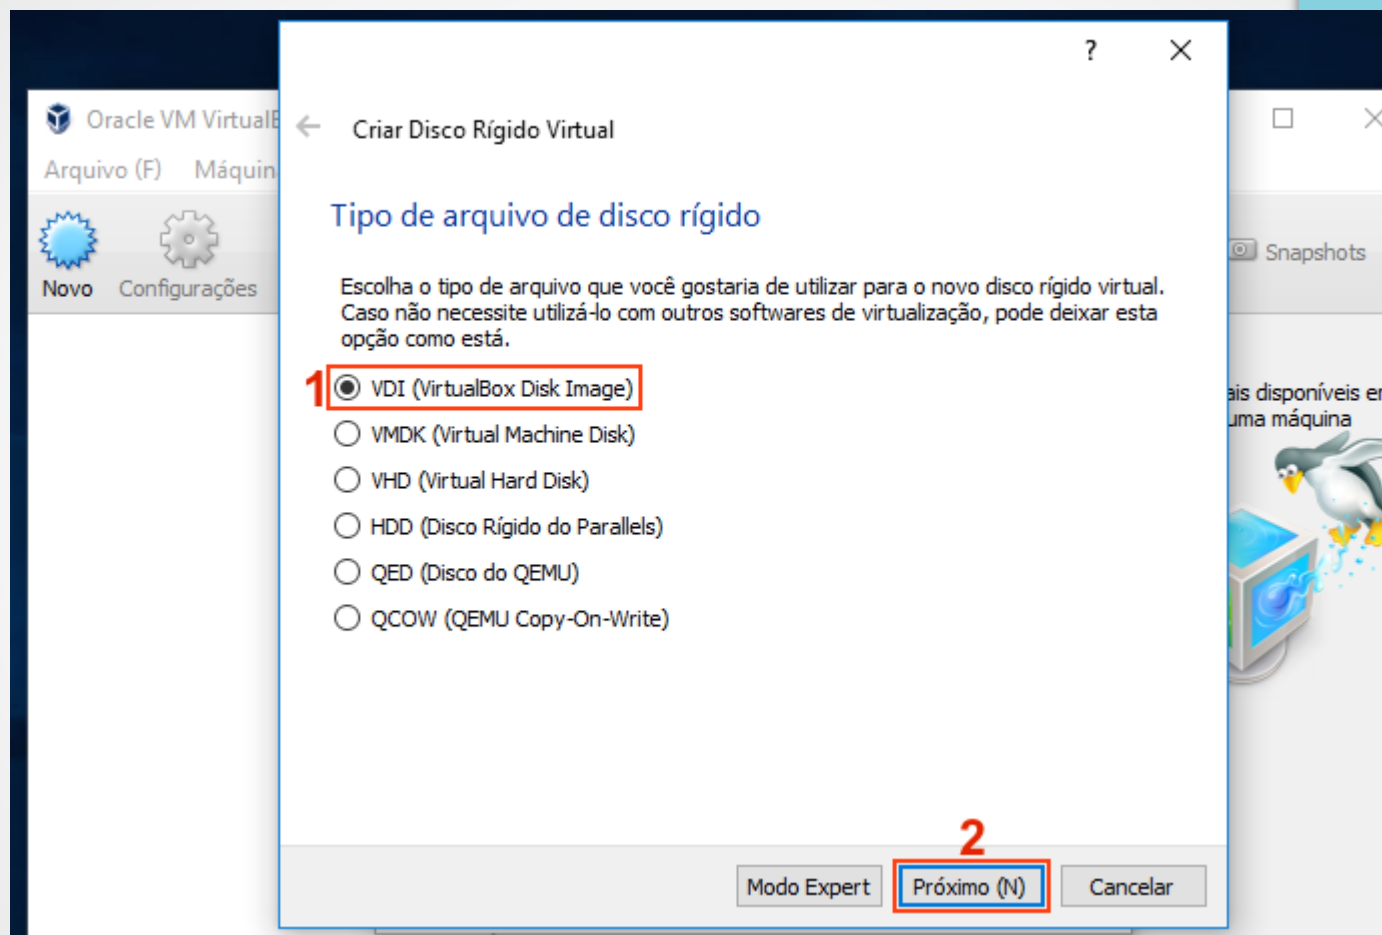 Oracle VM Virtual
Arquivo (F) Máquin
Novo Configurações
Snapshots
ais disponíveis e
uma máquina
?
Criar Disco Rígido Virtual
Tipo de arquivo de disco rígido
Escolha o tipo de arquivo que você gostaria de utilizar para o novo disco rígido virtual.
Caso não necessite utilizá-lo com outros softwares de virtualização, pode deixar esta
opção como está.
1 VDI (VirtualBox Disk Image)
VMDK (Virtual Machine Disk)
VHD (Virtual Hard Disk)
HDD (Disco Rígido do Parallels)
QED (Disco do QEMU)
QCOW (QEMU Copy-On-Write)
2
Modo Expert Próximo (N) Cancelar